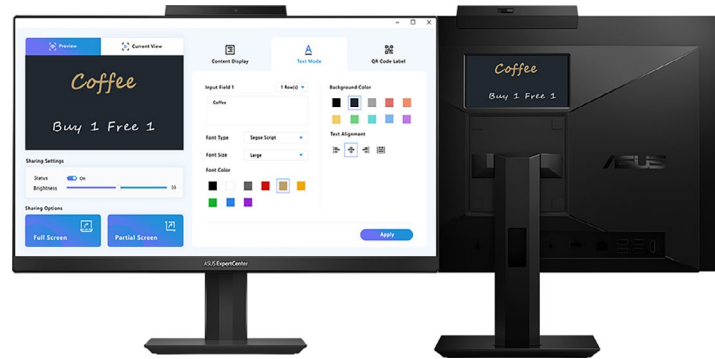 Preview
Current View
Coffee
Buy 1 Free 1
Sharing Settings
Status
ON
Brightness
Sharing Options
Full Screen
Partial Screen
Content Display
Text Mode
QR Code Label
Input Field 1
1 Row(s)
Coffee
Font Type
Segoe Script
Font Size
Large
Font Color
Background Color
Text Alignment
Apply
ASUS ExpertCenter
Coffee
Buy 1 Free 1
ASUS